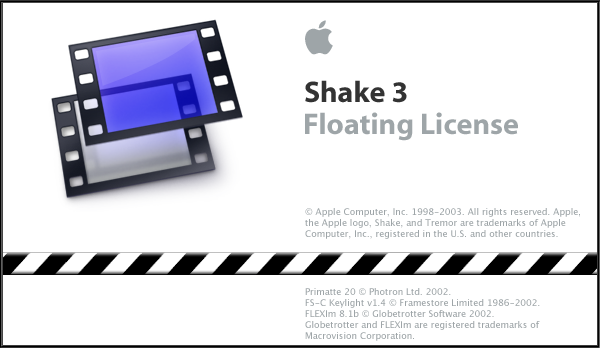 Shake 3
Floating License
© Apple Computer, Inc. 1998-2003. All rights reserved. Apple,
the Apple logo, Shake, and Tremor are trademarks of Apple
Computer, Inc., registered in the U.S. and other countries.
Primatte 20 © Photron Ltd. 2002.
FS-C Keylight v1.4 © Framestore Limited 1986-2002.
FLEXlm 8.1b © Globetrotter Software 2002.
Globetrotter and FLEXlm are registered trademarks of
Macrovision Corporation.